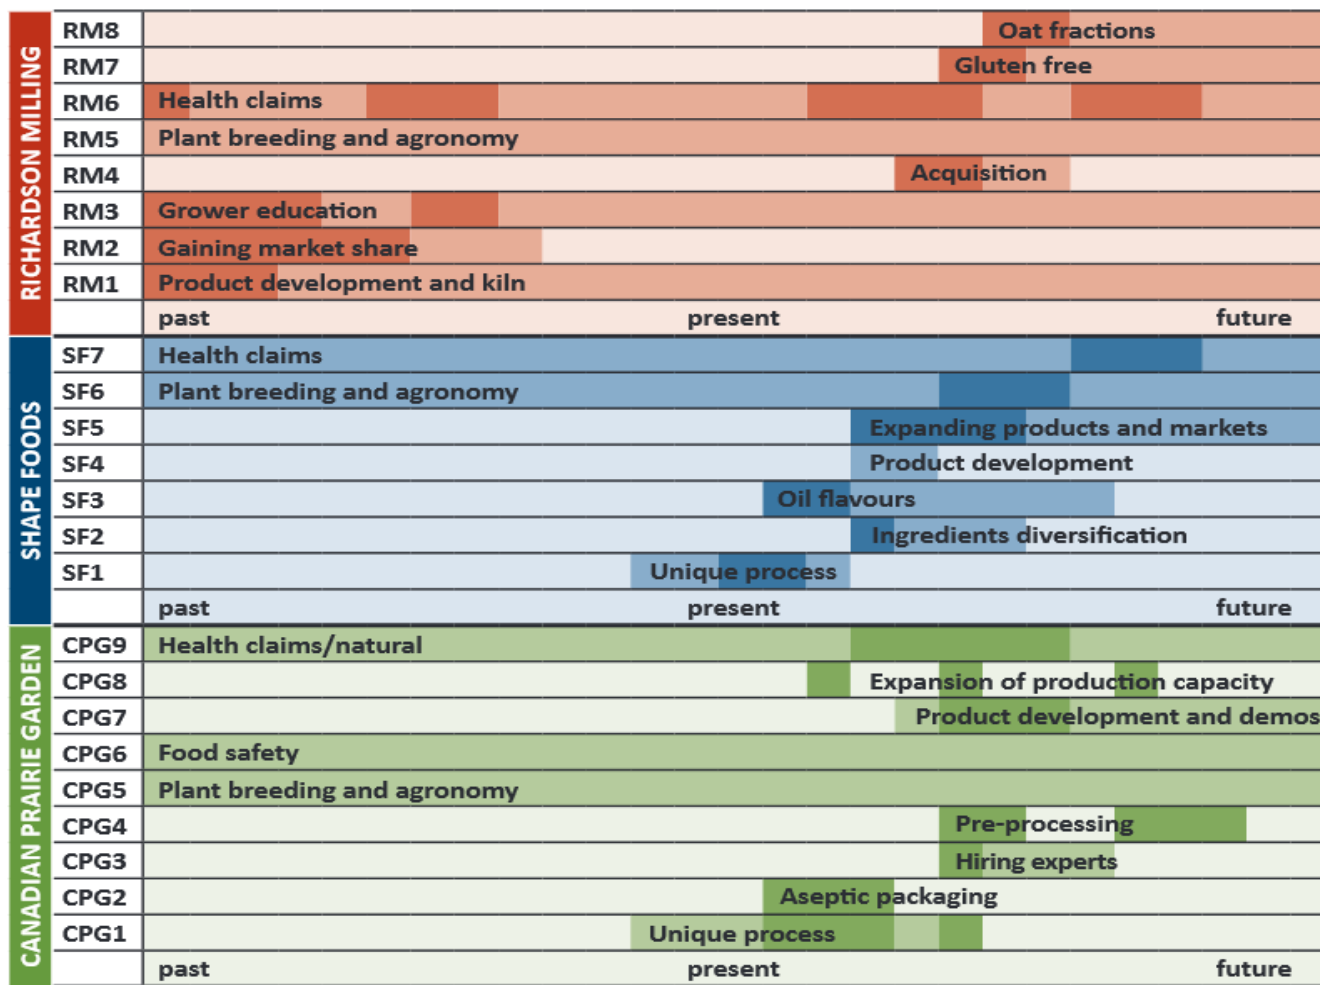 RICHARDSON MILLING
RM8 Oat fractions
RM7 Gluten free
RM6 Health claims
RM5 Plant breeding and agronomy
RM4 Acquisition
RM3 Grower education
RM2 Gaining market share
RM1 Product development and kiln
past present future
SHAPE FOODS
SF7 Health claims
SF6 Plant breeding and agronomy
SF5 Expanding products and markets
SF4 Product development
SF3 Oil flavours
SF2 Ingredients diversification
SF1 Unique process
past present future
CANADIAN PRAIRIE GARDEN
CPG9 Health claims/natural
CPG8 Expansion of production capacity
CPG7 Product development and demos
CPG6 Food safety
CPG5 Plant breeding and agronomy
CPG4 Pre-processing
CPG3 Hiring experts
CPG2 Aseptic packaging
CPG1 Unique process
past present future